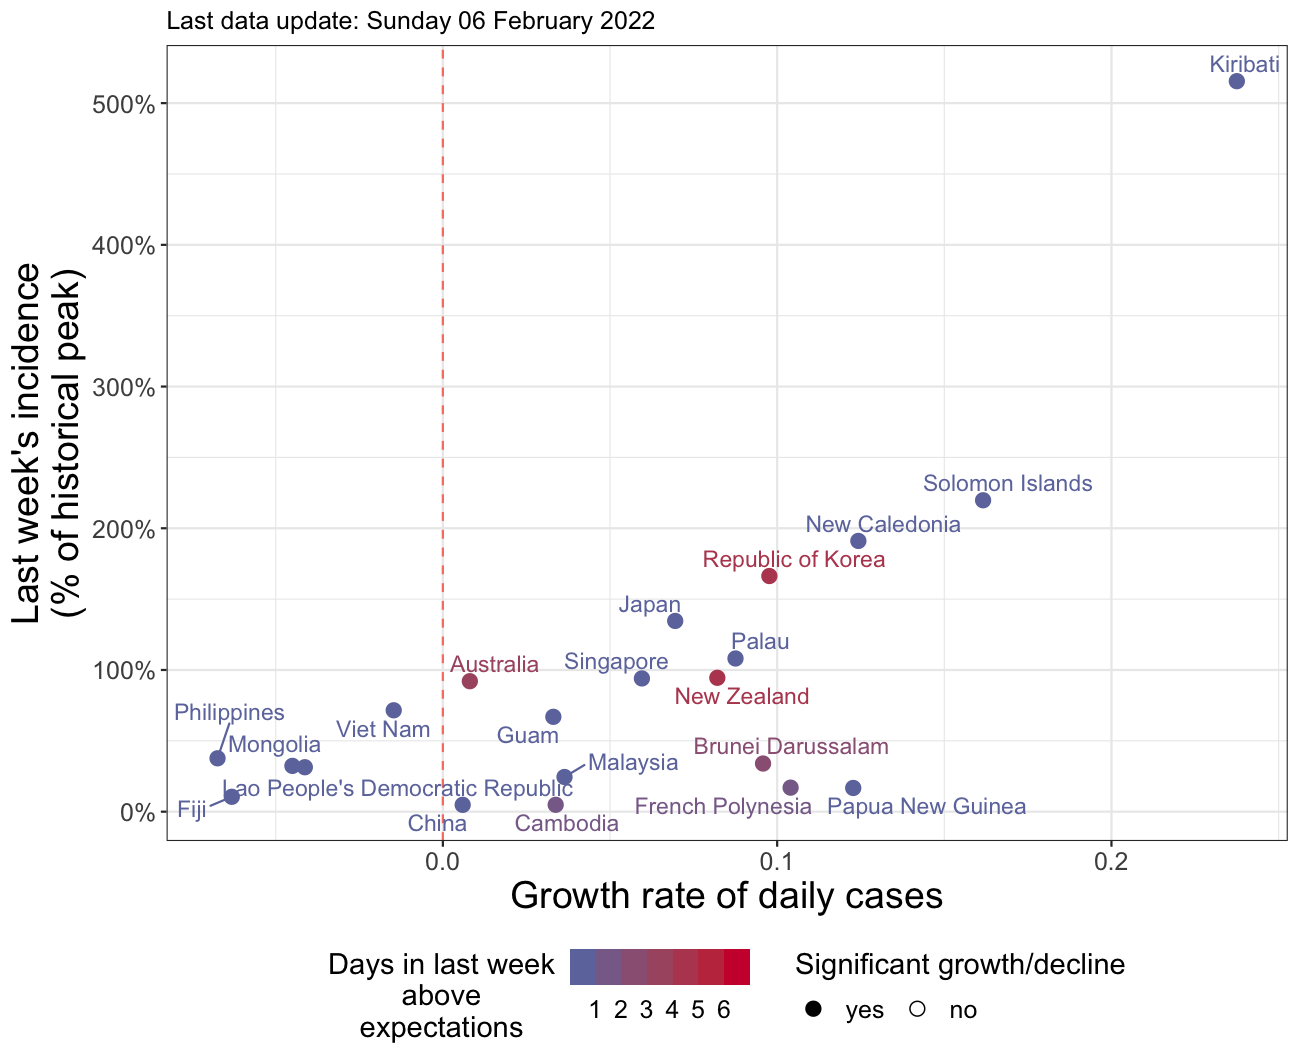 Last data update: Sunday 06 February 2022
Kiribati
500%
400%
300%
200%
100%
0%
Last week's incidence
(% of historical peak)
Solomon Islands
New Caledonia
Republic of Korea
Japan
Palau
Singapore
Australia
New Zealand
Philippines
Viet Nam
Guam
Mongolia
Brunei Darussalam
Malaysia
Lao People's Democratic Republic
Fiji
French Polynesia
Papua New Guinea
China
Cambodia
0.0
0.1
0.2
Growth rate of daily cases
Days in last week
above
expectations
1 2 3 4 5 6
Significant growth/decline
yes
no